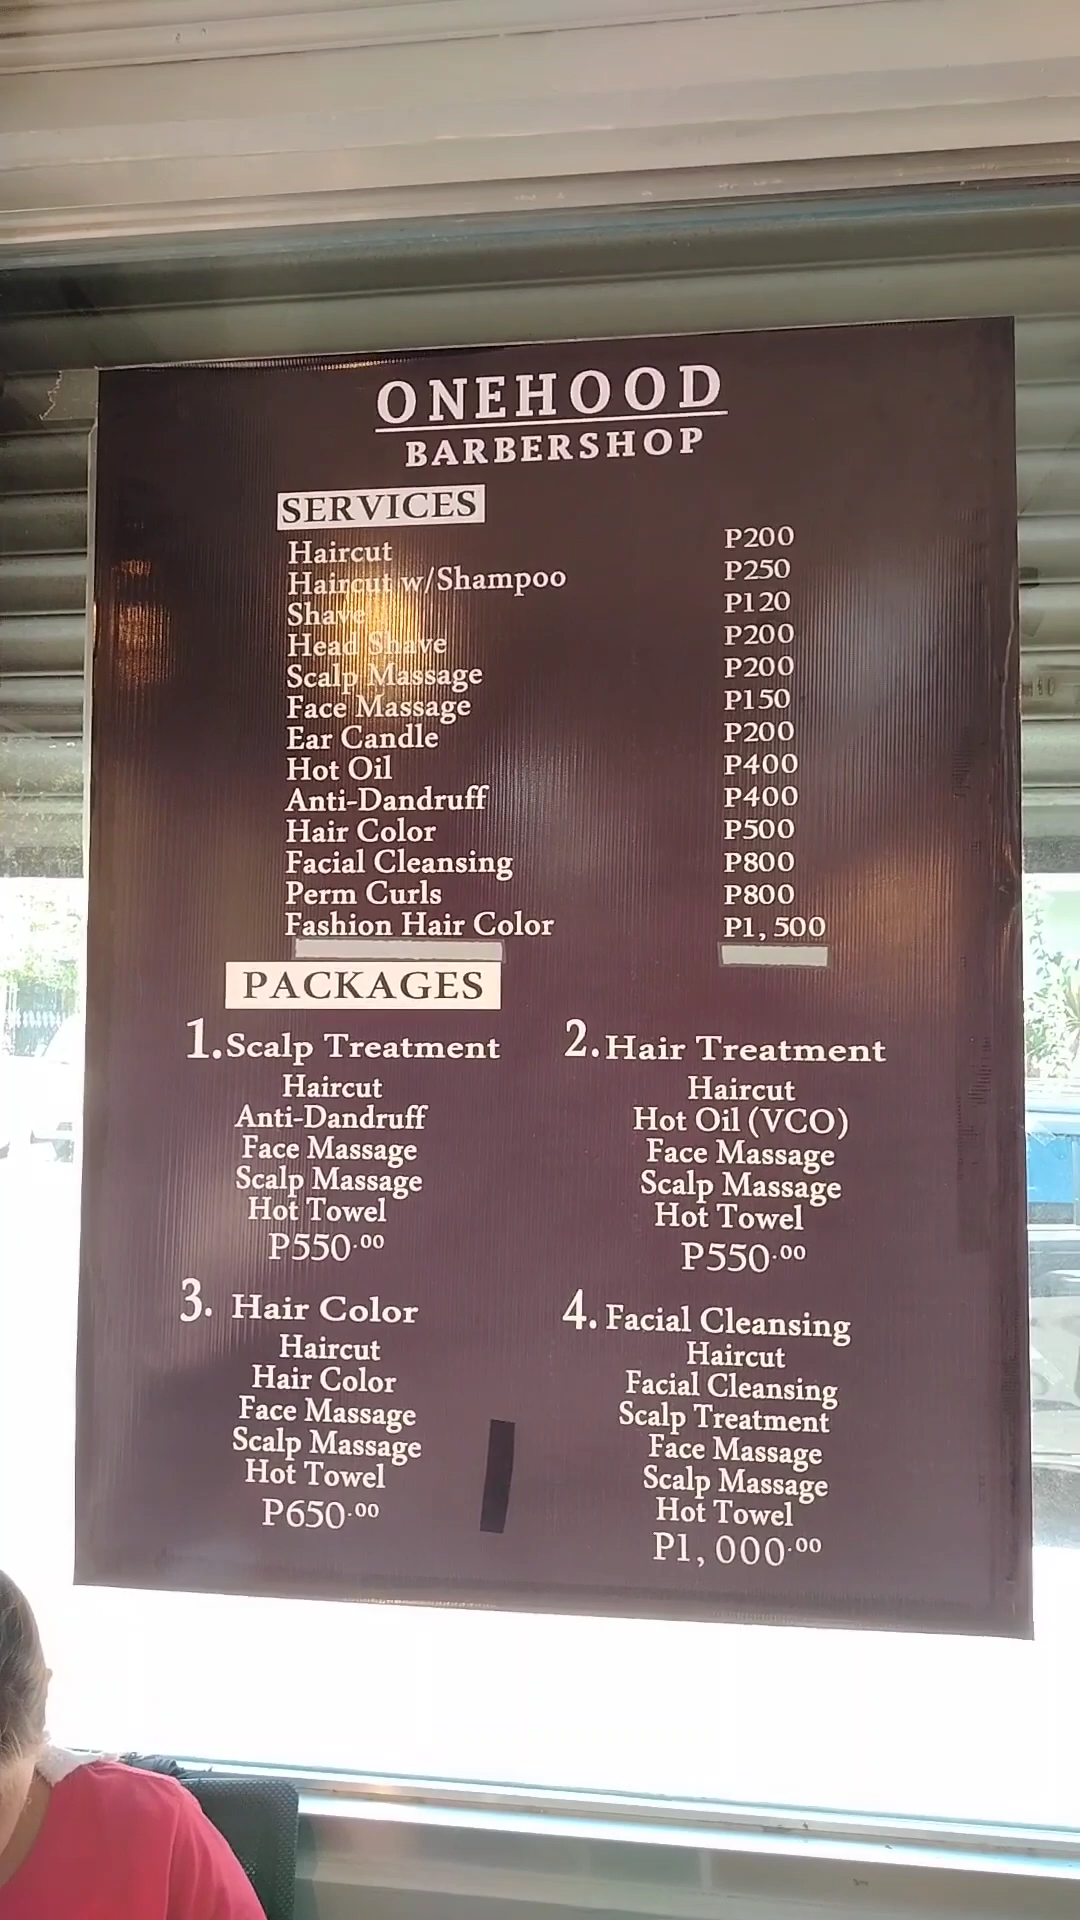 ONEHOOD
BARBERSHOP
SERVICES
Haircut P200
Haircut w/Shampoo P250
Shave P120
Head Shave P200
Scalp Massage P200
Face Massage P150
Ear Candle P200
Hot Oil P400
Anti-Dandruff P400
Hair Color P500
Facial Cleansing P800
Perm Curls P800
Fashion Hair Color P1, 500
PACKAGES
1. Scalp Treatment
Haircut
Anti-Dandruff
Face Massage
Scalp Massage
Hot Towel
P550.00
2. Hair Treatment
Haircut
Hot Oil (VCO)
Face Massage
Scalp Massage
Hot Towel
P550.00
3. Hair Color
Haircut
Hair Color
Face Massage
Scalp Massage
Hot Towel
P650.00
4. Facial Cleansing
Haircut
Facial Cleansing
Scalp Treatment
Face Massage
Scalp Massage
Hot Towel
P1, 000.00